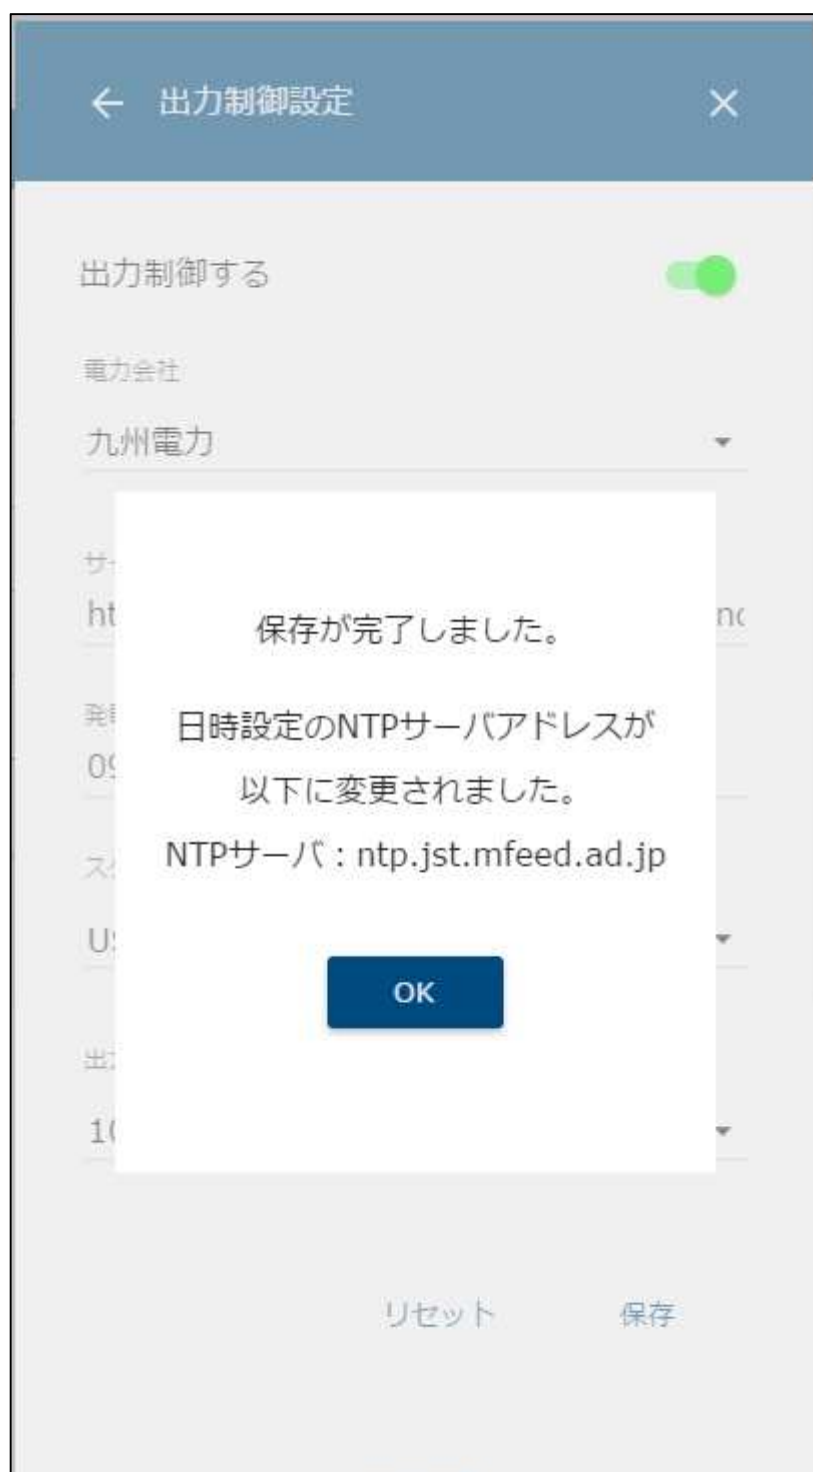 出力制御設定
出力制御する
電力会社
九州電力
保存が完了しました。
日時設定のNTPサーバアドレスが
以下に変更されました。
NTPサーバ：ntp.jst.mfeed.ad.jp
OK
リセット 保存